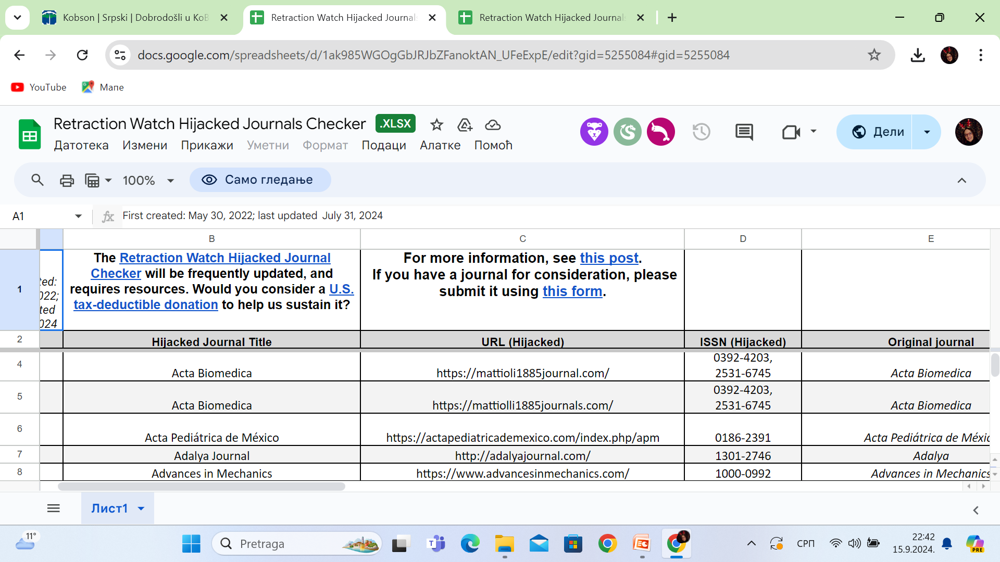 Kobson | Srpski | Dobrodošli u KoB
Retraction Watch Hijacked Journals
Retraction Watch Hijacked Journals
docs.google.com/spreadsheets/d/1ak985WGOgGbJRJbZFanoktAN_UFeExpE/edit?gid=5255084#gid=5255084
YouTube
Мапе
Retraction Watch Hijacked Journals Checker
.XLSX
Датотека Измени Прикажи Уметни Формат Подаци Алатке Помоћ
Дели
100%
Само гледање
A1
fx
First created: May 30, 2022; last updated July 31, 2024
B C D E
1
ted:
022;
ted
024
The Retraction Watch Hijacked Journal
Checker will be frequently updated, and
requires resources. Would you consider a U.S.
tax-deductible donation to help us sustain it?
For more information, see this post.
If you have a journal for consideration, please
submit it using this form.
2 Hijacked Journal Title URL (Hijacked) ISSN (Hijacked) Original journal
4 Acta Biomedica https://mattioli1885journal.com/ 0392-4203,
2531-6745 Acta Biomedica
5 Acta Biomedica https://mattiolli1885journals.com/ 0392-4203,
2531-6745 Acta Biomedica
6 Acta Pediátrica de México https://actapediatricademexico.com/index.php/apm 0186-2391 Acta Pediátrica de Méxic
7 Adalya Journal http://adalyajournal.com/ 1301-2746 Adalya
8 Advances in Mechanics https://www.advancesinmechanics.com/ 1000-0992 Advances in Mechanics
Лист1
11°
Pretraga
СРП
22:42
15.9.2024.
PRE